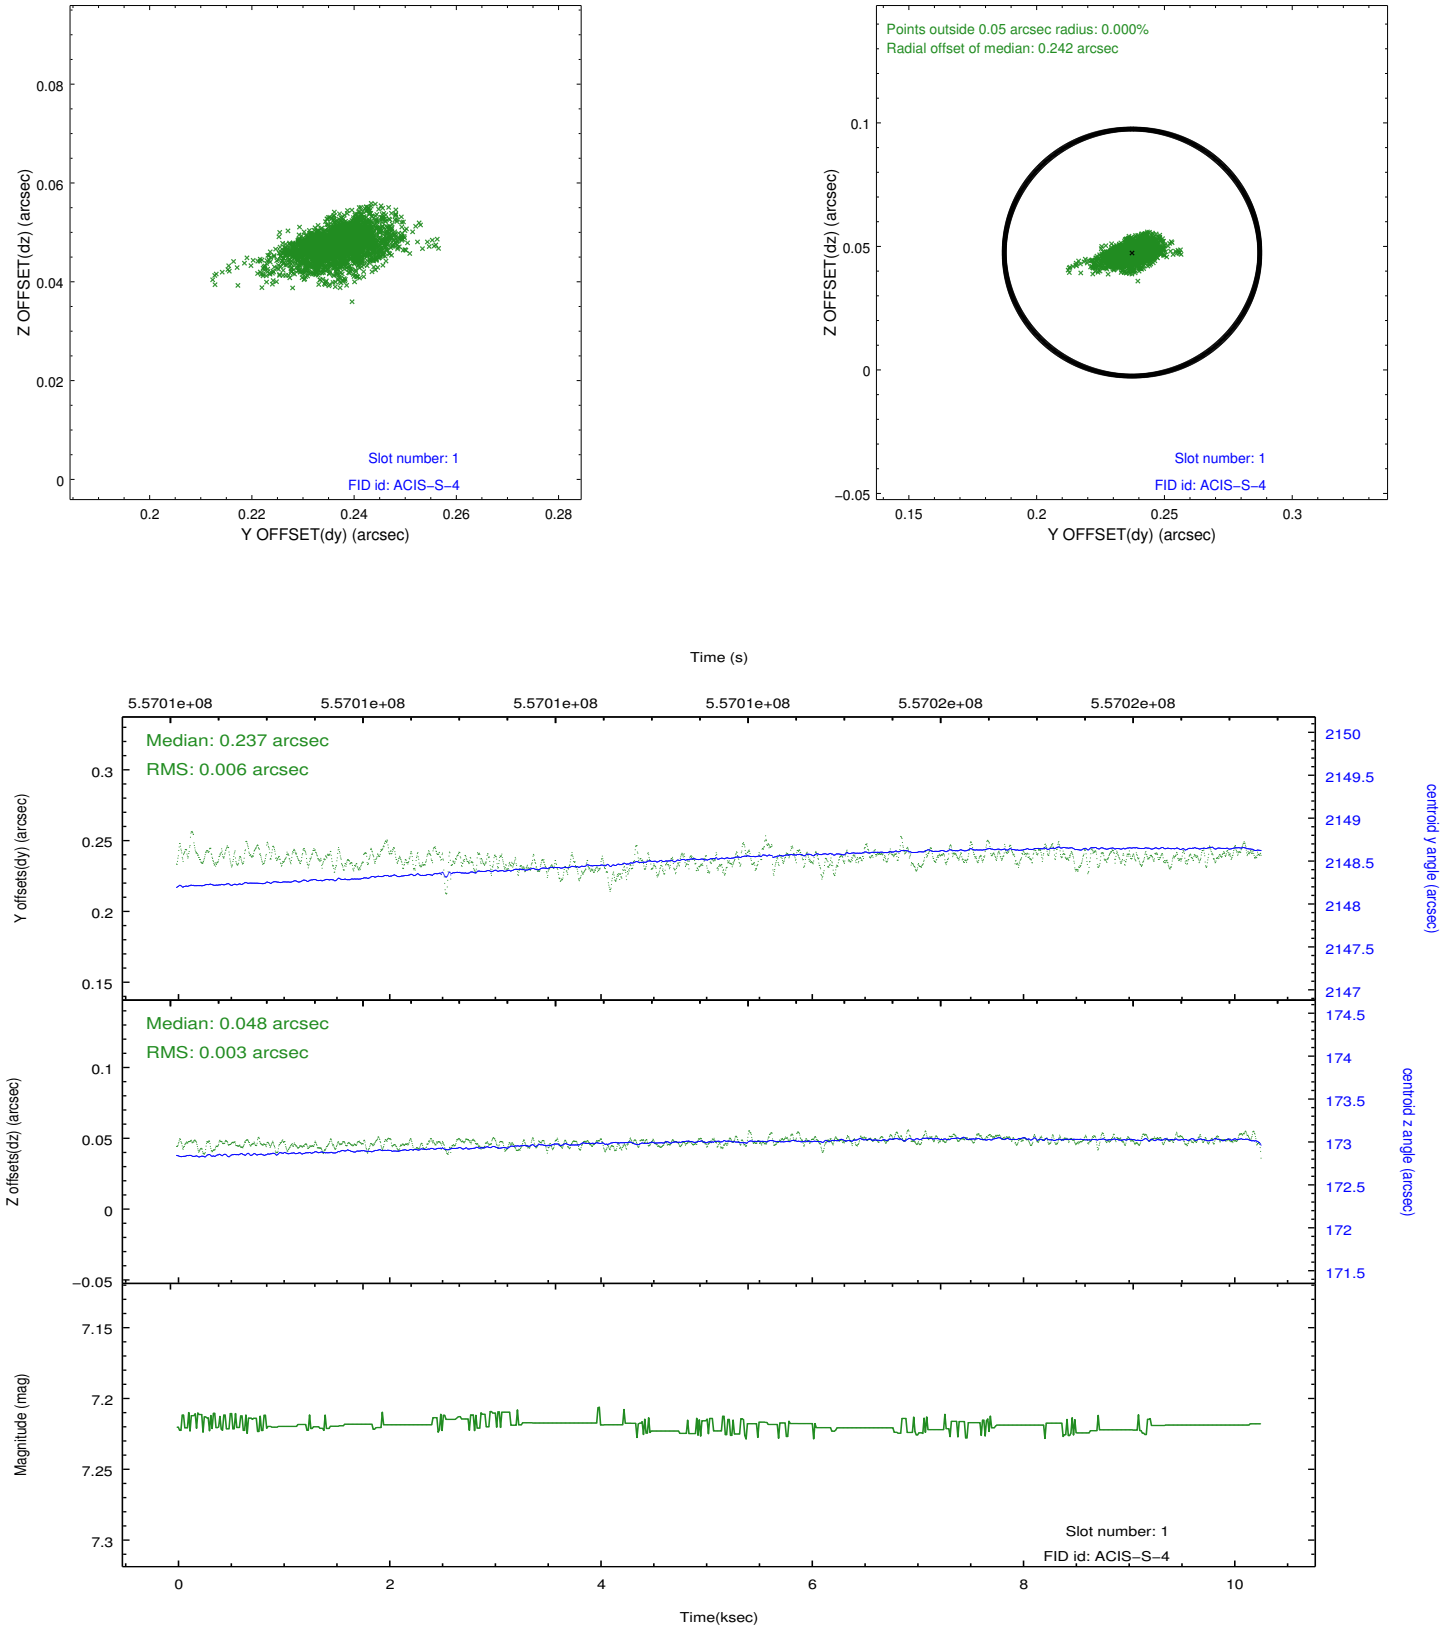 0.08
0.06
0.04
0.02
0
Z OFFSET(dz) (arcsec)
Slot number: 1
FID id: ACIS−S−4
0.2 0.22 0.24 0.26 0.28
Y OFFSET(dy) (arcsec)
Points outside 0.05 arcsec radius: 0.000%
Radial offset of median: 0.242 arcsec
0.1
0.05
0
−0.05
Z OFFSET(dz) (arcsec)
Slot number: 1
FID id: ACIS−S−4
0.15 0.2 0.25 0.3
Y OFFSET(dy) (arcsec)
Time (s)
5.5701e+08 5.5701e+08 5.5701e+08 5.5701e+08 5.5702e+08 5.5702e+08
Median: 0.237 arcsec
RMS: 0.006 arcsec
0.3
0.25
0.2
0.15
Y offsets(dy) (arcsec)
2150
2149.5
2149
2148.5
2148
2147.5
2147
centroid y angle (arcsec)
Median: 0.048 arcsec
RMS: 0.003 arcsec
0.1
0.05
0
−0.05
Z offsets(dz) (arcsec)
174.5
174
173.5
173
172.5
172
171.5
centroid z angle (arcsec)
7.15
7.2
7.25
7.3
Magnitude (mag)
Slot number: 1
FID id: ACIS−S−4
0 2 4 6 8 10
Time(ksec)